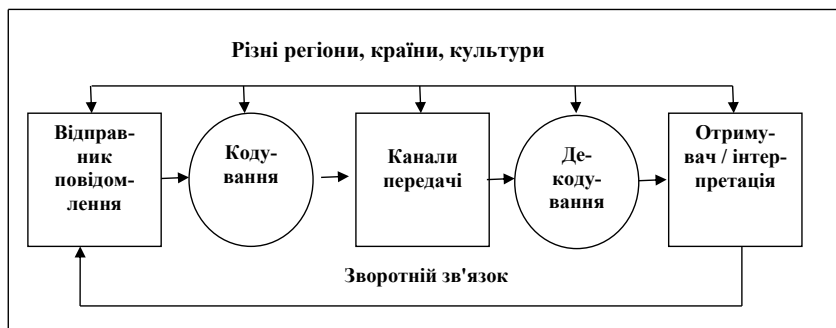 Різні регіони, країни, культури
Відправ-
ник
повідом-
лення
Коду-
вання
Канали
передачі
Де-
коду-
вання
Отриму-
вач / інтер-
претація
Зворотній зв'язок